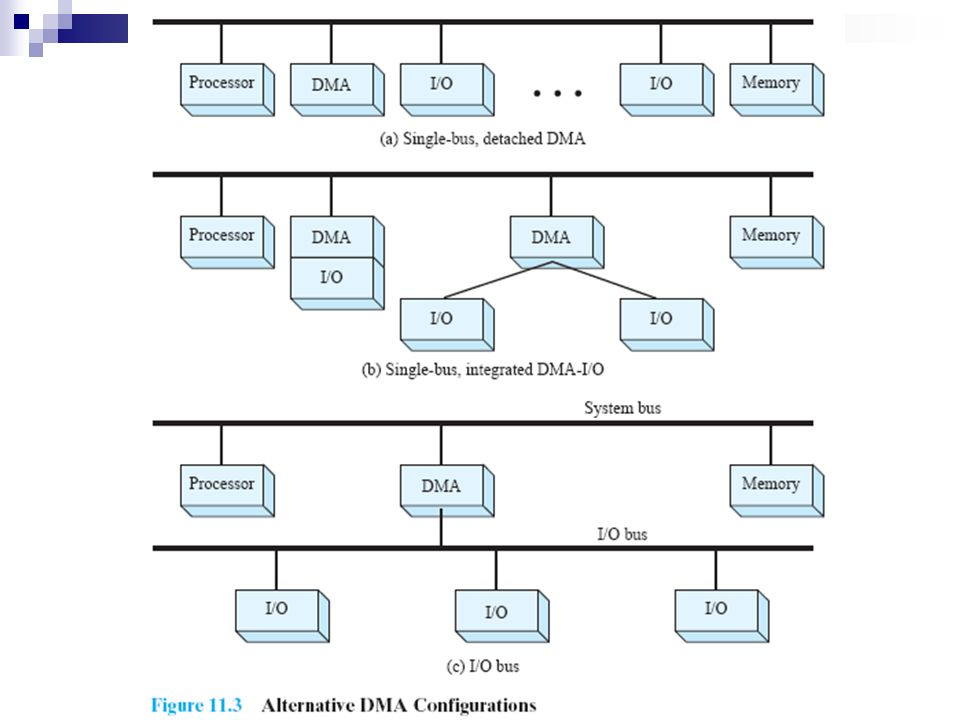 Processor DMA I/O ... I/O Memory
(a) Single-bus, detached DMA
Processor DMA DMA Memory
I/O
I/O I/O
(b) Single-bus, integrated DMA-I/O
System bus
Processor DMA Memory
I/O bus
I/O I/O I/O
(c) I/O bus
Figure 11.3 Alternative DMA Configurations